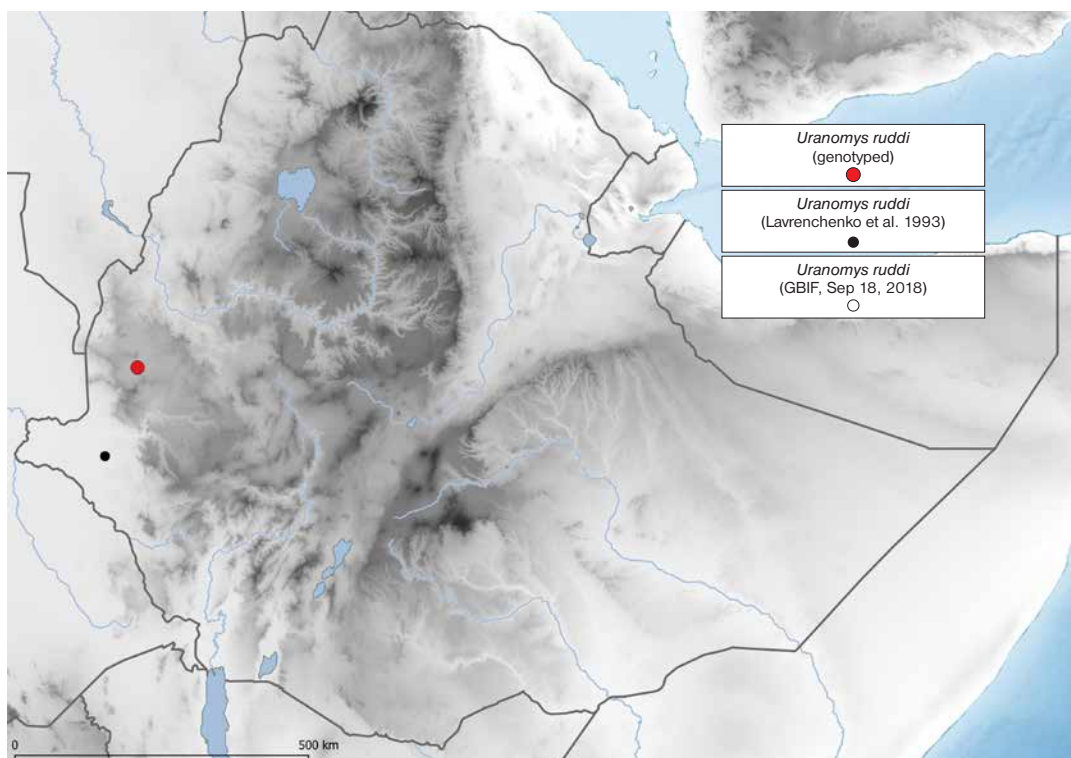 Uranomys ruddi
(genotyped)
Uranomys ruddi
(Lavrenchenko et al. 1993)
Uranomys ruddi
(GBIF, Sep 18, 2018)
0
500 km